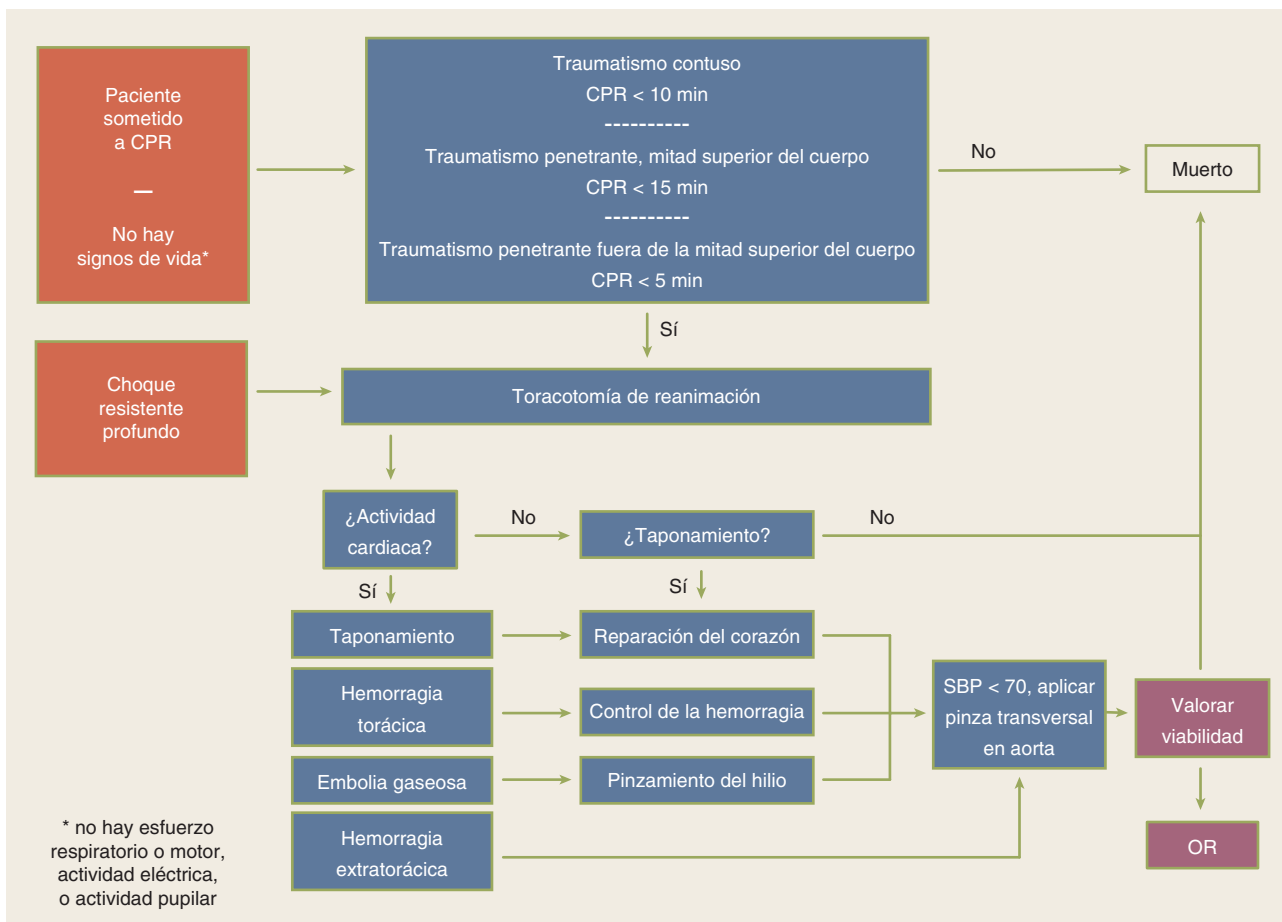 Paciente
sometido
a CPR
—
No hay
signos de vida*
Traumatismo contuso
CPR < 10 min
----------
Traumatismo penetrante, mitad superior del cuerpo
CPR < 15 min
----------
Traumatismo penetrante fuera de la mitad superior del cuerpo
CPR < 5 min
No
Muerto
Sí
Choque
resistente
profundo
Toracotomía de reanimación
¿Actividad
cardiaca?
No
¿Taponamiento?
No
Sí
Sí
Taponamiento
Reparación del corazón
Hemorragia
torácica
Control de la hemorragia
Embolia gaseosa
Pinzamiento del hilio
Hemorragia
extratorácica
SBP < 70, aplicar
pinza transversal
en aorta
Valorar
viabilidad
OR
* no hay esfuerzo
respiratorio o motor,
actividad eléctrica,
o actividad pupilar